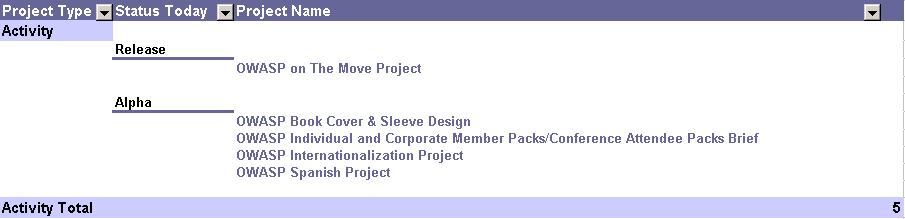 Project Type Status Today Project Name
Activity
Release
OWASP on The Move Project
Alpha
OWASP Book Cover & Sleeve Design
OWASP Individual and Corporate Member Packs/Conference Attendee Packs Brief
OWASP Internationalization Project
OWASP Spanish Project
Activity Total 5